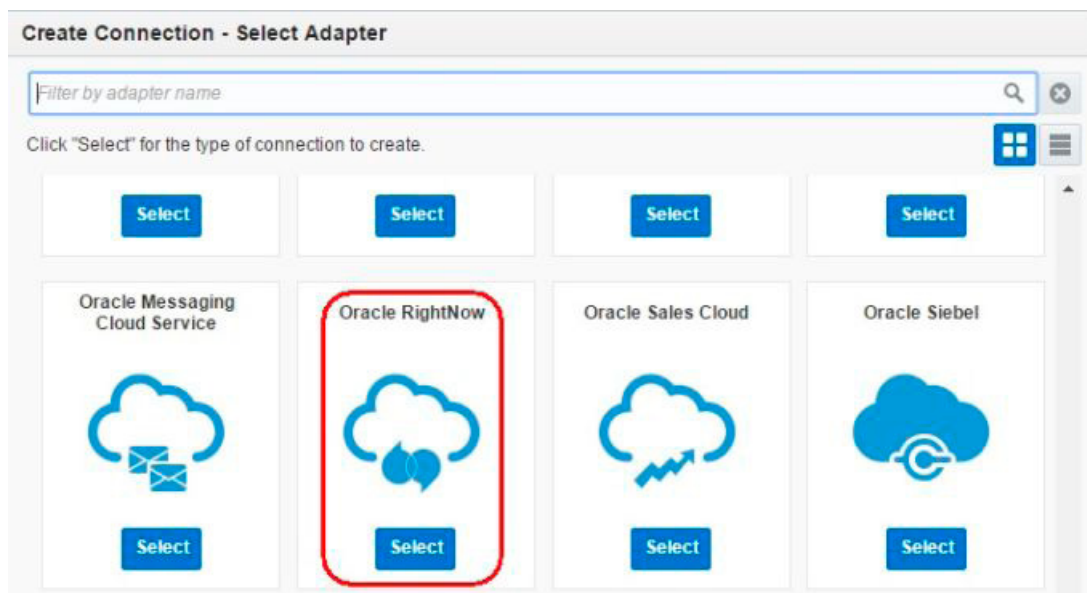 Create Connection - Select Adapter
Filter by adapter name
Click "Select" for the type of connection to create.
Select Select Select Select
Oracle Messaging
Cloud Service
Oracle RightNow
Oracle Sales Cloud
Oracle Siebel
Select Select Select Select